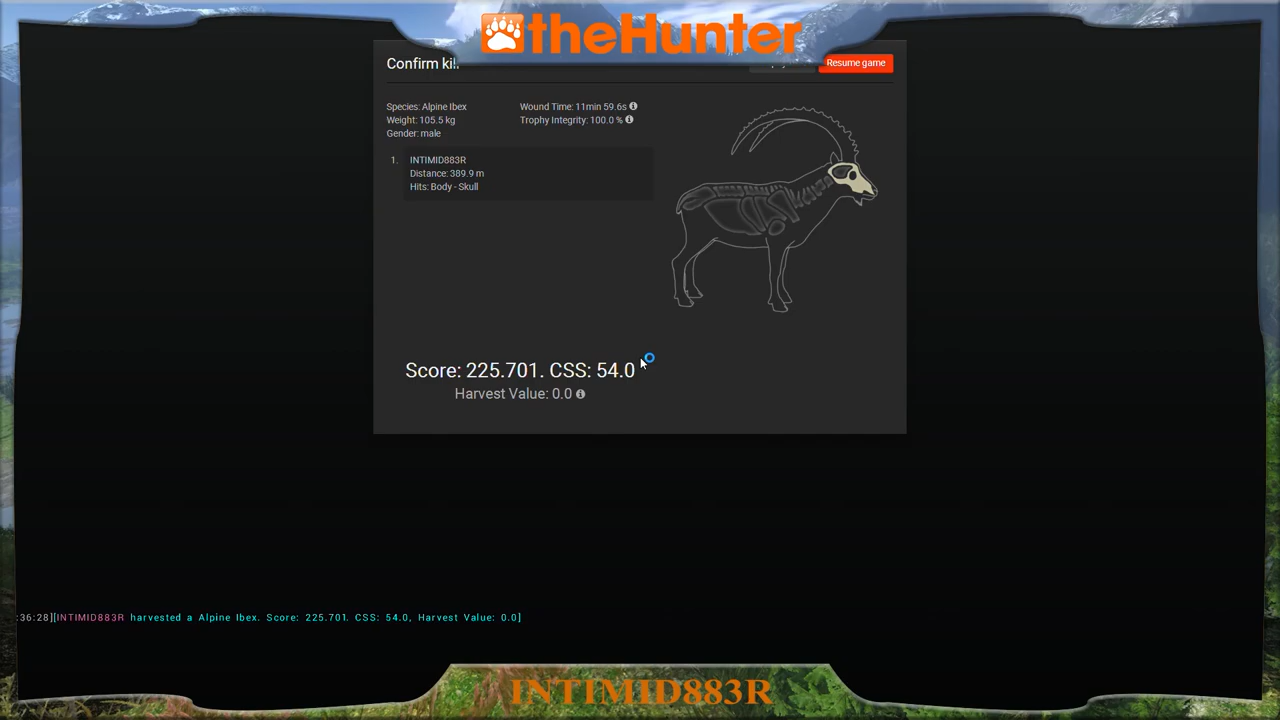 theHunter
Confirm kill
Resume game
Species: Alpine Ibex
Weight: 105.5 kg
Gender: male
Wound Time: 11min 59.6s
Trophy Integrity: 100.0 %
1. INTIMID883R
Distance: 389.9 m
Hits: Body - Skull
Score: 225.701. CSS: 54.0
Harvest Value: 0.0
:36:28][INTIMID883R harvested a Alpine Ibex. Score: 225.701. CSS: 54.0, Harvest Value: 0.0]
INTIMID883R